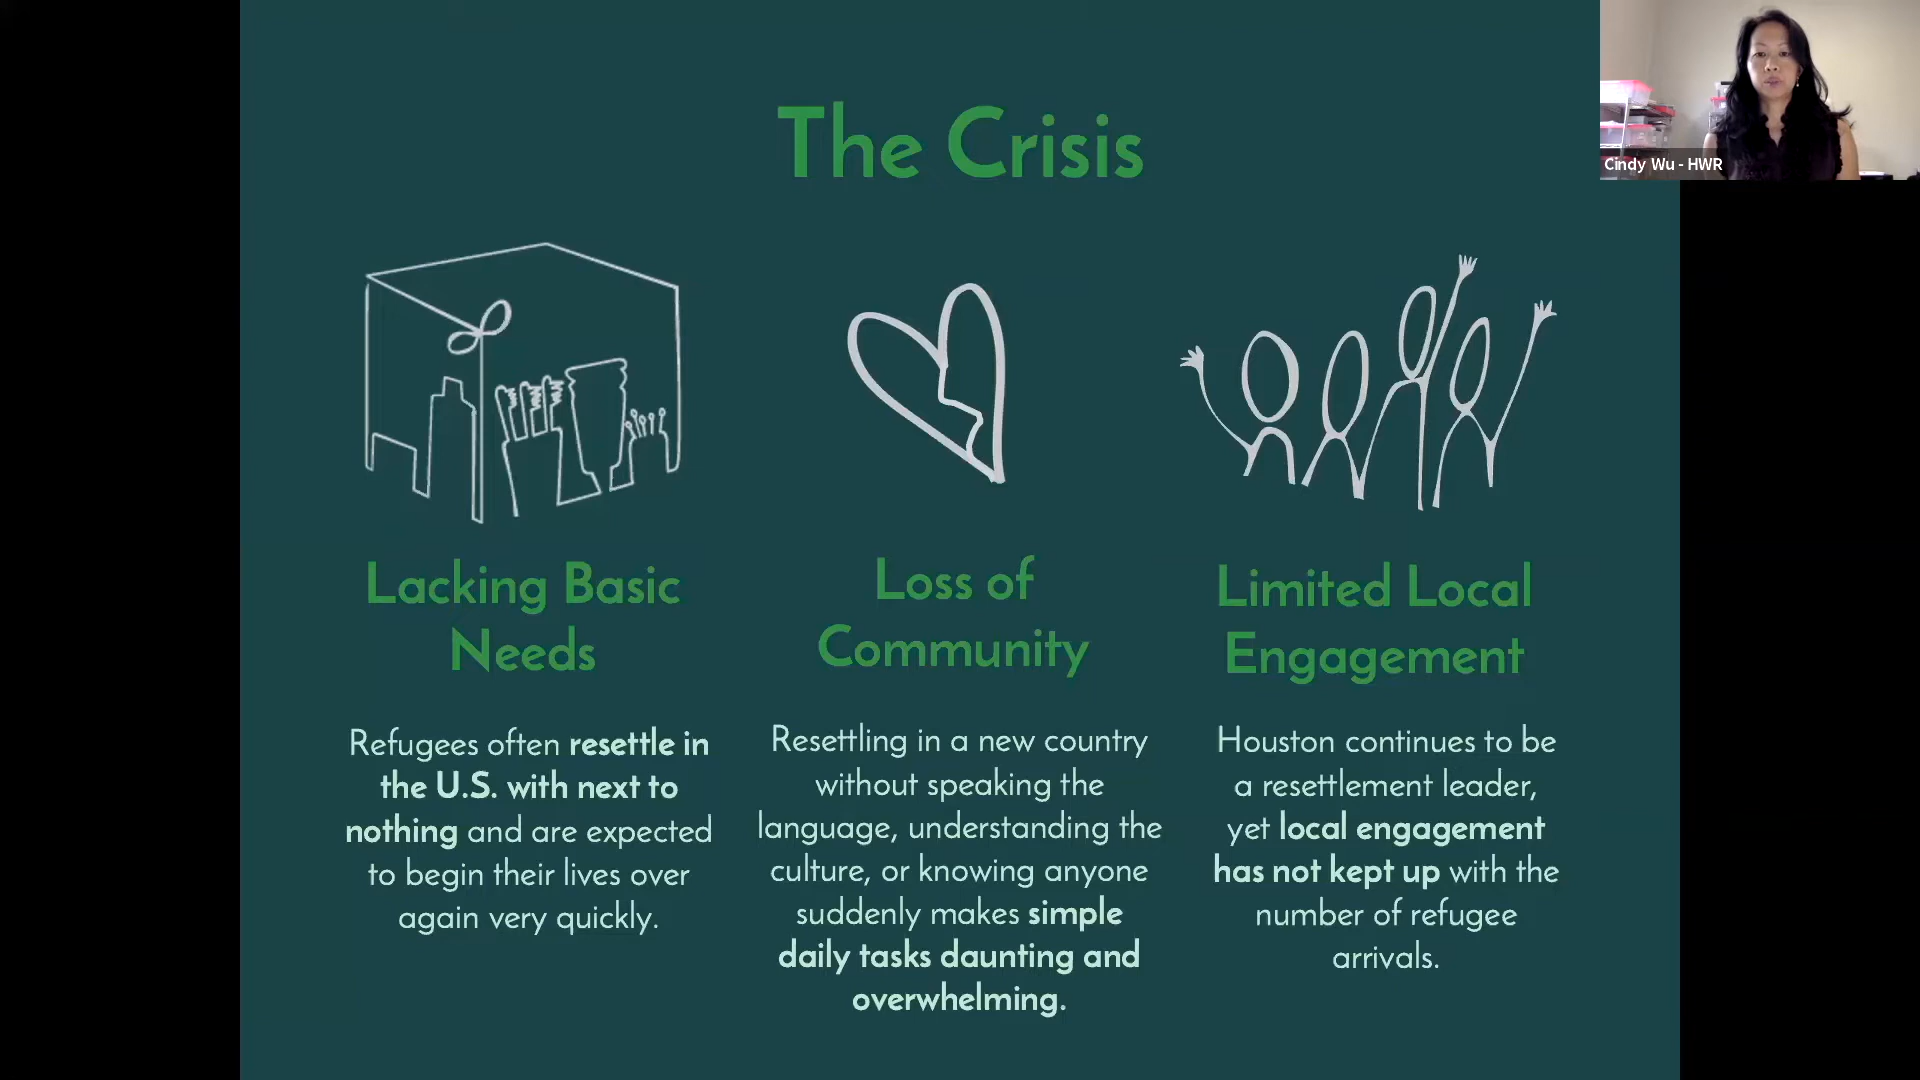 The Crisis
Cindy Wu - HWR
Lacking Basic
Needs
Refugees often resettle in
the U.S. with next to
nothing and are expected
to begin their lives over
again very quickly.
Loss of
Community
Resettling in a new country
without speaking the
language, understanding the
culture, or knowing anyone
suddenly makes simple
daily tasks daunting and
overwhelming.
Limited Local
Engagement
Houston continues to be
a resettlement leader,
yet local engagement
has not kept up with the
number of refugee
arrivals.